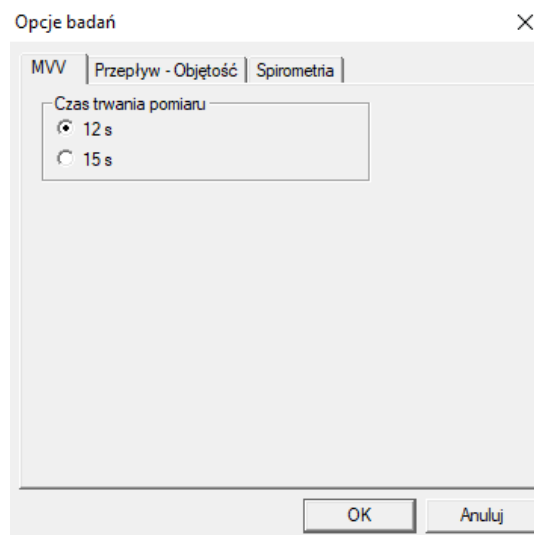 Opcje badań
MVV Przepływ - Objętość Spirometria
Czas trwania pomiaru
12 s
15 s
OK Anuluj